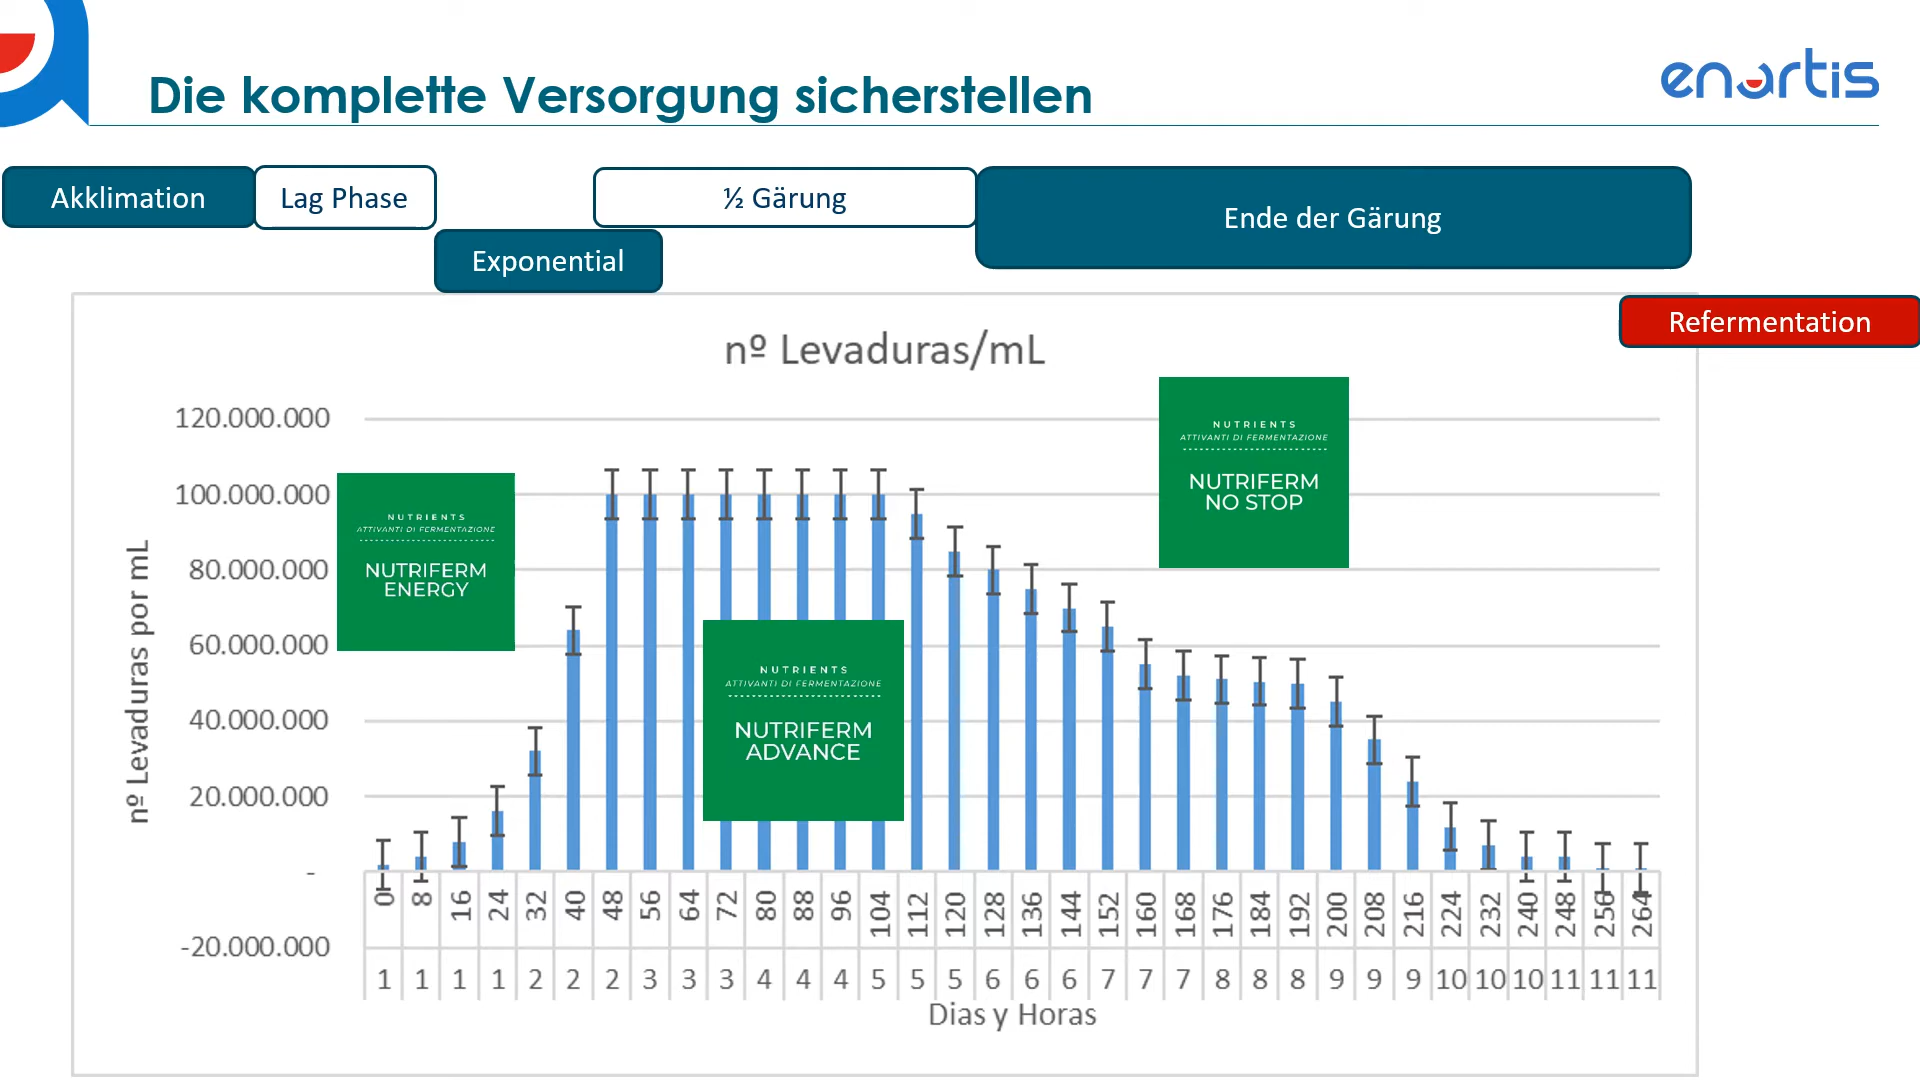 Die komplette Versorgung sicherstellen
enartis
Akklimation
Lag Phase
½ Gärung
Ende der Gärung
Exponential
Refermentation
nº Levaduras/mL
120.000.000
100.000.000
80.000.000
60.000.000
40.000.000
20.000.000
-
-20.000.000
nº Levaduras por mL
NUTRIENTS
ATTIVANTI DI FERMENTAZIONE
NUTRIFERM
ENERGY
NUTRIENTS
ATTIVANTI DI FERMENTAZIONE
NUTRIFERM
ADVANCE
NUTRIENTS
ATTIVANTI DI FERMENTAZIONE
NUTRIFERM
NO STOP
0 8 16 24 32 40 48 56 64 72 80 88 96 104 112 120 128 136 144 152 160 168 176 184 192 200 208 216 224 232 240 248 256 264
1 1 1 1 2 2 2 3 3 3 4 4 4 5 5 5 6 6 6 7 7 7 8 8 8 9 9 9 10 10 10 11 11 11
Dias y Horas